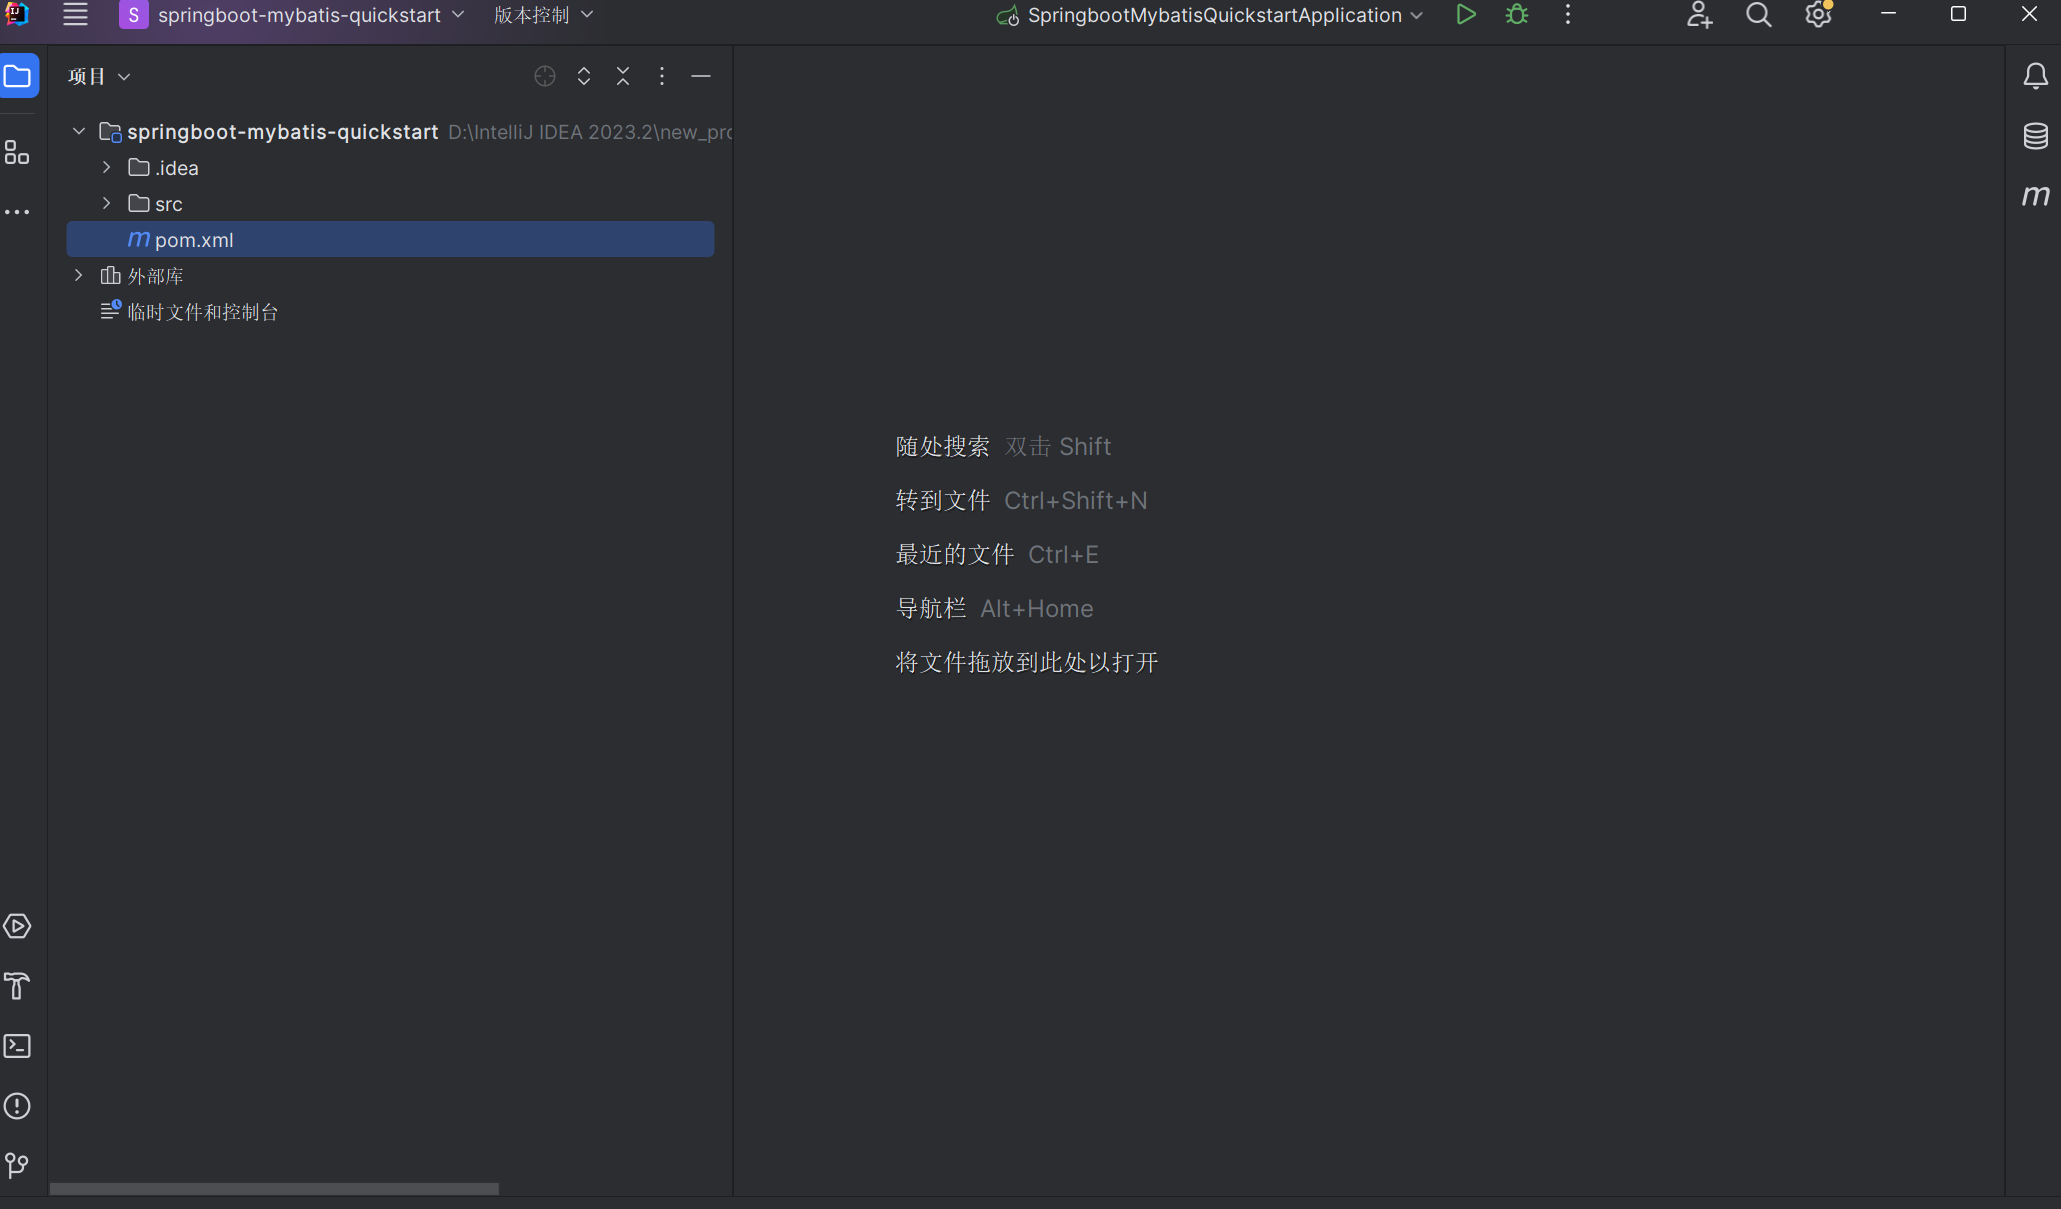 S springboot-mybatis-quickstart 版本控制 SpringbootMybatisQuickstartApplication
项目
springboot-mybatis-quickstart D:\IntelliJ IDEA 2023.2\new_pro
.idea
src
m pom.xml
外部库
临时文件和控制台
随处搜索 双击 Shift
转到文件 Ctrl+Shift+N
最近的文件 Ctrl+E
导航栏 Alt+Home
将文件拖放到此处以打开
m